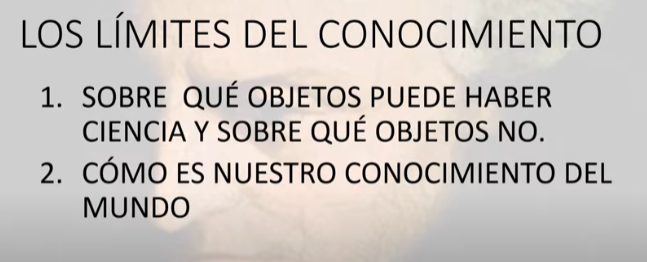 LOS LÍMITES DEL CONOCIMIENTO
1. SOBRE QUÉ OBJETOS PUEDE HABER
CIENCIA Y SOBRE QUÉ OBJETOS NO.
2. CÓMO ES NUESTRO CONOCIMIENTO DEL
MUNDO